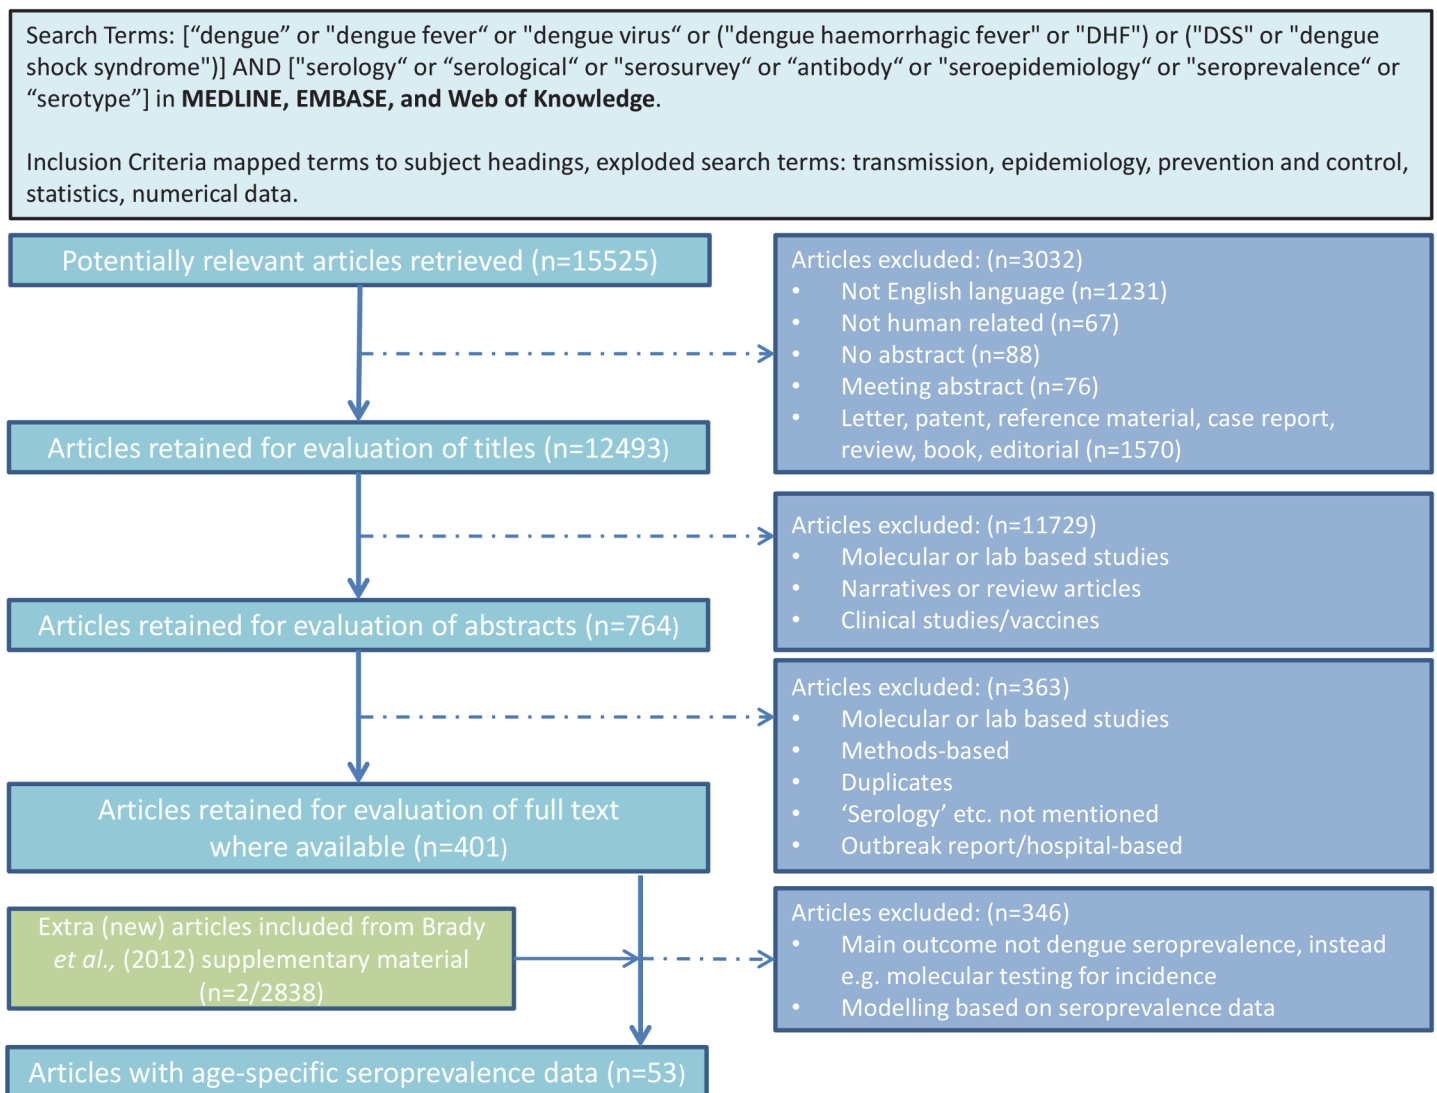 Search Terms: [“dengue” or "dengue fever“ or "dengue virus“ or ("dengue haemorrhagic fever" or "DHF") or ("DSS" or "dengue
shock syndrome")] AND ["serology“ or “serological“ or "serosurvey“ or “antibody“ or "seroepidemiology“ or "seroprevalence“ or
“serotype”] in MEDLINE, EMBASE, and Web of Knowledge.
Inclusion Criteria mapped terms to subject headings, exploded search terms: transmission, epidemiology, prevention and control,
statistics, numerical data.
Potentially relevant articles retrieved (n=15525)
Articles excluded: (n=3032)
• Not English language (n=1231)
• Not human related (n=67)
• No abstract (n=88)
• Meeting abstract (n=76)
• Letter, patent, reference material, case report,
review, book, editorial (n=1570)
Articles retained for evaluation of titles (n=12493)
Articles excluded: (n=11729)
• Molecular or lab based studies
• Narratives or review articles
• Clinical studies/vaccines
Articles retained for evaluation of abstracts (n=764)
Articles excluded: (n=363)
• Molecular or lab based studies
• Methods-based
• Duplicates
• ‘Serology’ etc. not mentioned
• Outbreak report/hospital-based
Articles retained for evaluation of full text
where available (n=401)
Extra (new) articles included from Brady
et al., (2012) supplementary material
(n=2/2838)
Articles excluded: (n=346)
• Main outcome not dengue seroprevalence, instead
e.g. molecular testing for incidence
• Modelling based on seroprevalence data
Articles with age-specific seroprevalence data (n=53)